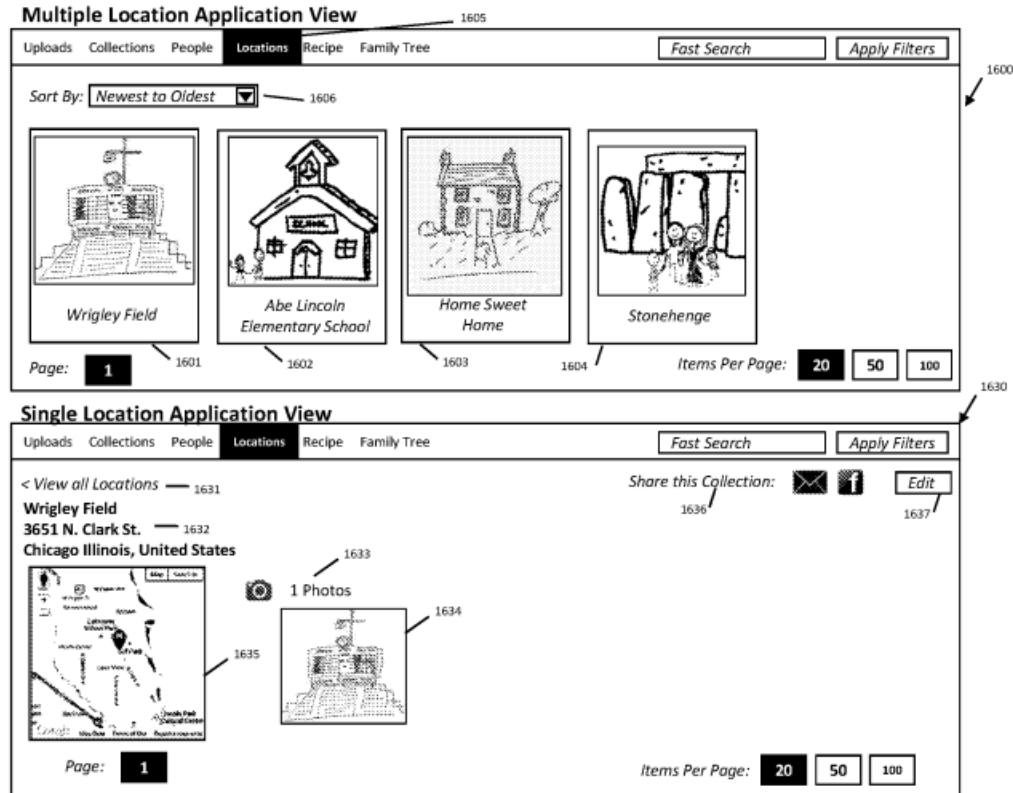 Multiple Location Application View
1605
Uploads Collections People Locations Recipe Family Tree Fast Search Apply Filters
1600
Sort By: Newest to Oldest 1606
SCHOOL
Wrigley Field
Abe Lincoln
Elementary School
Home Sweet
Home
Stonehenge
1601 1602 1603 1604
Page: 1 Items Per Page: 20 50 100
1630
Single Location Application View
Uploads Collections People Locations Recipe Family Tree Fast Search Apply Filters
< View all Locations 1631 Share this Collection: f Edit
1636 1637
Wrigley Field
3651 N. Clark St. 1632
Chicago Illinois, United States
1633
1 Photos
1634
Map
1635
Page: 1 Items Per Page: 20 50 100